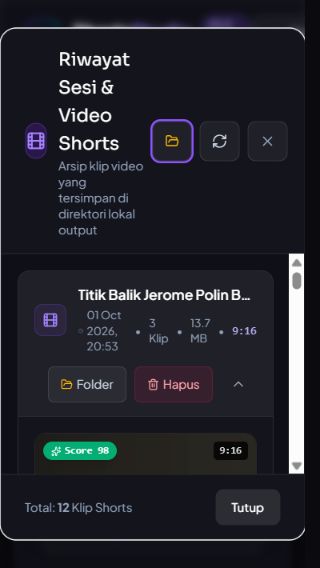 Riwayat
Sesi &
Video
Shorts
Arsip klip video
yang
tersimpan di
direktori lokal
output
Titik Balik Jerome Polin B...
01 Oct
2026,
20:53
• 3
Klip
• 13.7
MB
• 9:16
Folder
Hapus
Score 98
9:16
Total: 12 Klip Shorts
Tutup